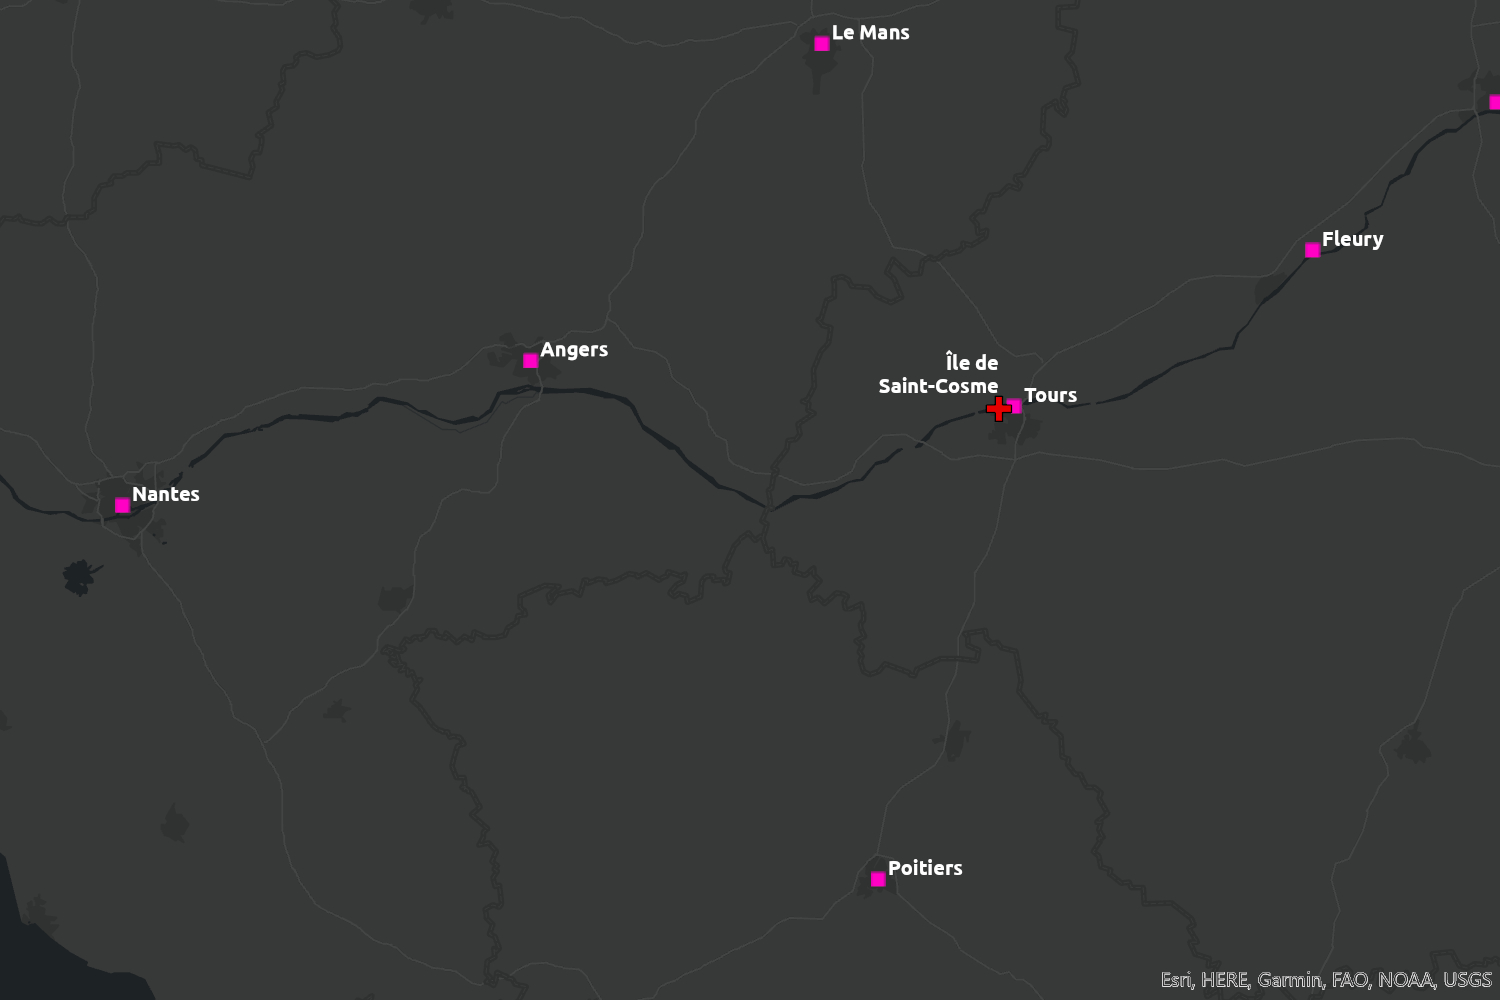 Le Mans
Fleury
Angers
Île de
Saint-Cosme
Tours
Nantes
Poitiers
Esri, HERE, Garmin, FAO, NOAA, USGS